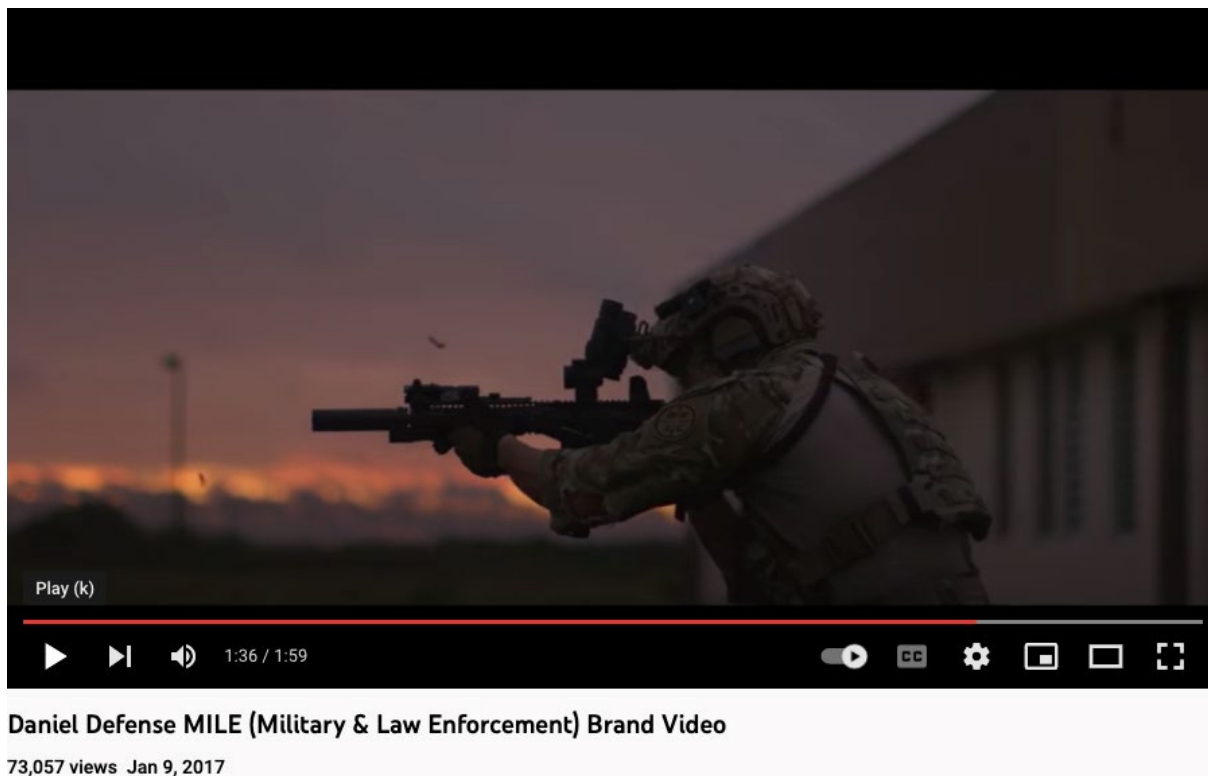 Play (k)
1:36 / 1:59
CC
Daniel Defense MILE (Military & Law Enforcement) Brand Video
73,057 views Jan 9, 2017